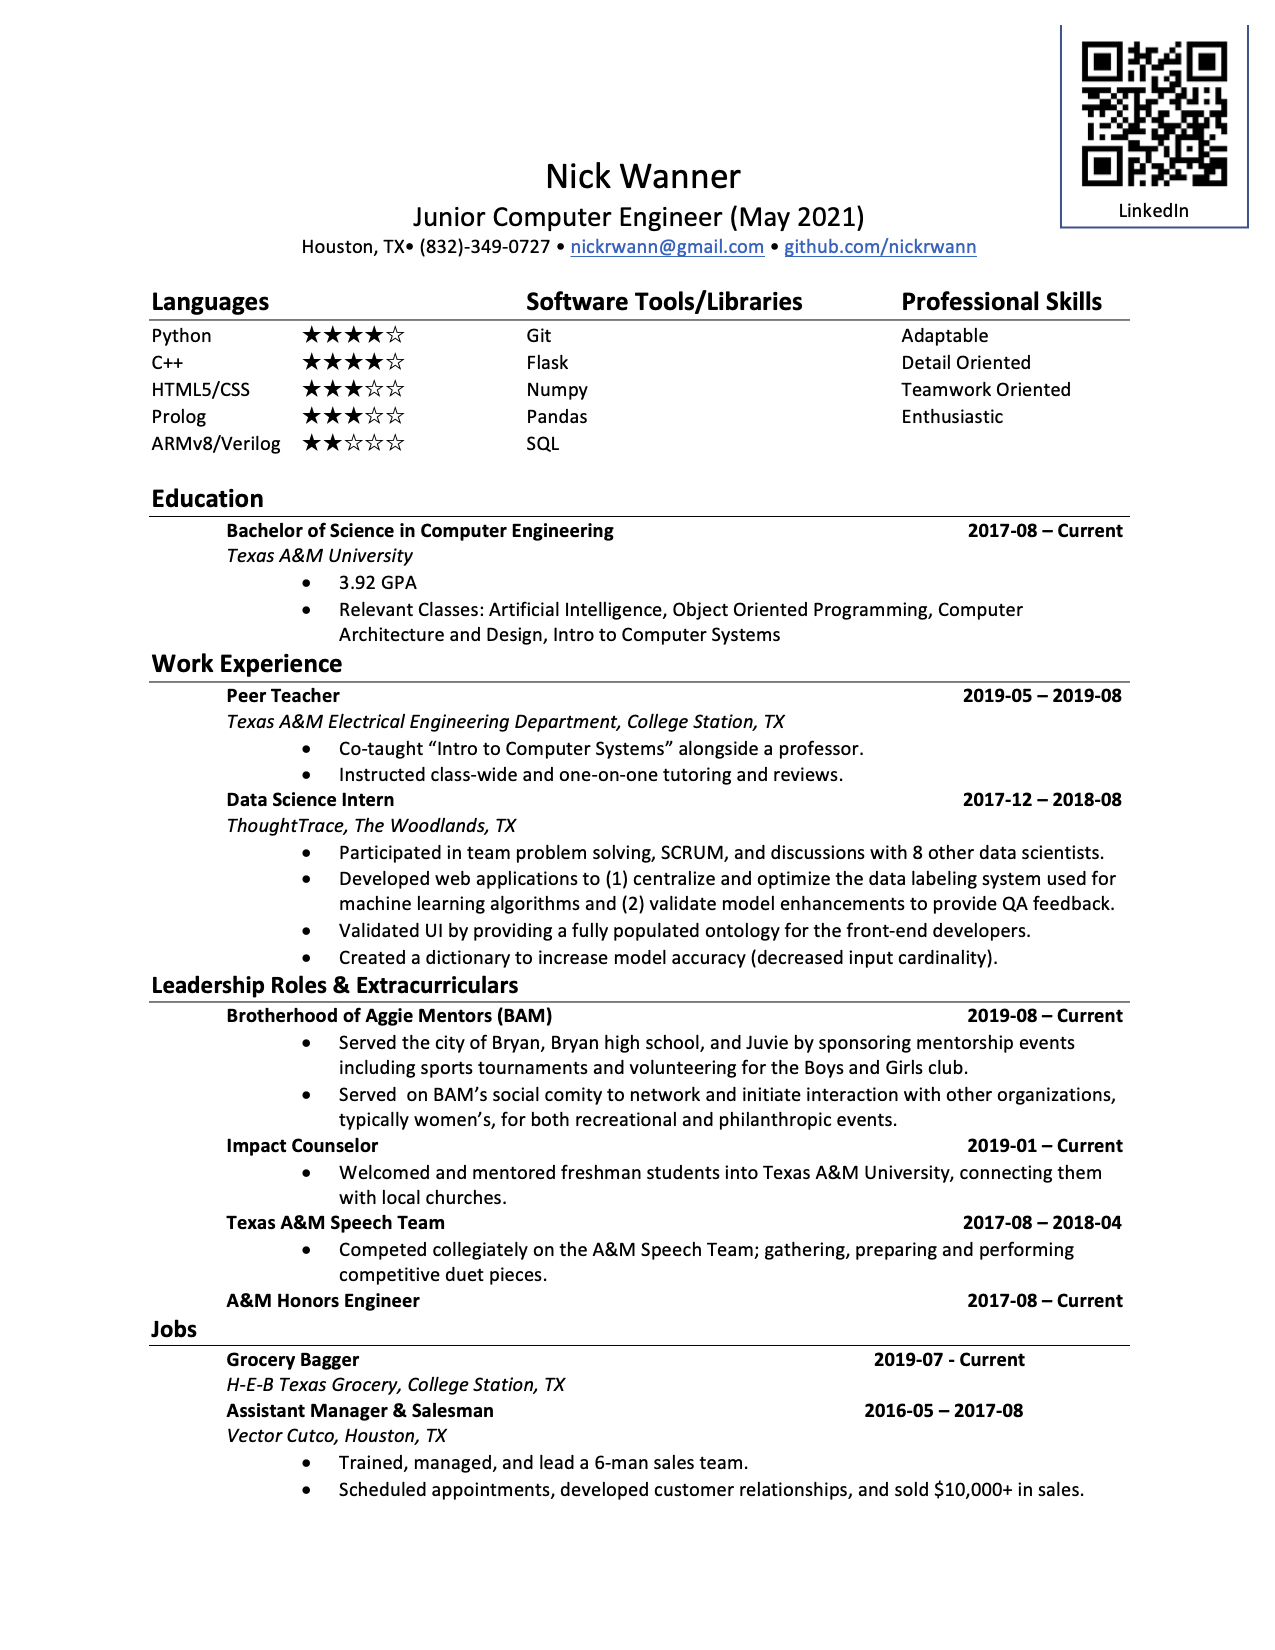 LinkedIn
Nick Wanner
Junior Computer Engineer (May 2021)
Houston, TX• (832)-349-0727 • nickrwann@gmail.com • github.com/nickrwann
Languages Software Tools/Libraries Professional Skills
Python ★★★★☆ Git Adaptable
C++ ★★★★☆ Flask Detail Oriented
HTML5/CSS ★★★☆☆ Numpy Teamwork Oriented
Prolog ★★★☆☆ Pandas Enthusiastic
ARMv8/Verilog ★★☆☆☆ SQL
Education
Bachelor of Science in Computer Engineering 2017-08 – Current
Texas A&M University
• 3.92 GPA
• Relevant Classes: Artificial Intelligence, Object Oriented Programming, Computer
Architecture and Design, Intro to Computer Systems
Work Experience
Peer Teacher 2019-05 – 2019-08
Texas A&M Electrical Engineering Department, College Station, TX
• Co-taught “Intro to Computer Systems” alongside a professor.
• Instructed class-wide and one-on-one tutoring and reviews.
Data Science Intern 2017-12 – 2018-08
ThoughtTrace, The Woodlands, TX
• Participated in team problem solving, SCRUM, and discussions with 8 other data scientists.
• Developed web applications to (1) centralize and optimize the data labeling system used for
machine learning algorithms and (2) validate model enhancements to provide QA feedback.
• Validated UI by providing a fully populated ontology for the front-end developers.
• Created a dictionary to increase model accuracy (decreased input cardinality).
Leadership Roles & Extracurriculars
Brotherhood of Aggie Mentors (BAM) 2019-08 – Current
• Served the city of Bryan, Bryan high school, and Juvie by sponsoring mentorship events
including sports tournaments and volunteering for the Boys and Girls club.
• Served  on BAM’s social comity to network and initiate interaction with other organizations,
typically women’s, for both recreational and philanthropic events.
Impact Counselor 2019-01 – Current
• Welcomed and mentored freshman students into Texas A&M University, connecting them
with local churches.
Texas A&M Speech Team 2017-08 – 2018-04
• Competed collegiately on the A&M Speech Team; gathering, preparing and performing
competitive duet pieces.
A&M Honors Engineer 2017-08 – Current
Jobs
Grocery Bagger 2019-07 - Current
H-E-B Texas Grocery, College Station, TX
Assistant Manager & Salesman 2016-05 – 2017-08
Vector Cutco, Houston, TX
• Trained, managed, and lead a 6-man sales team.
• Scheduled appointments, developed customer relationships, and sold $10,000+ in sales.